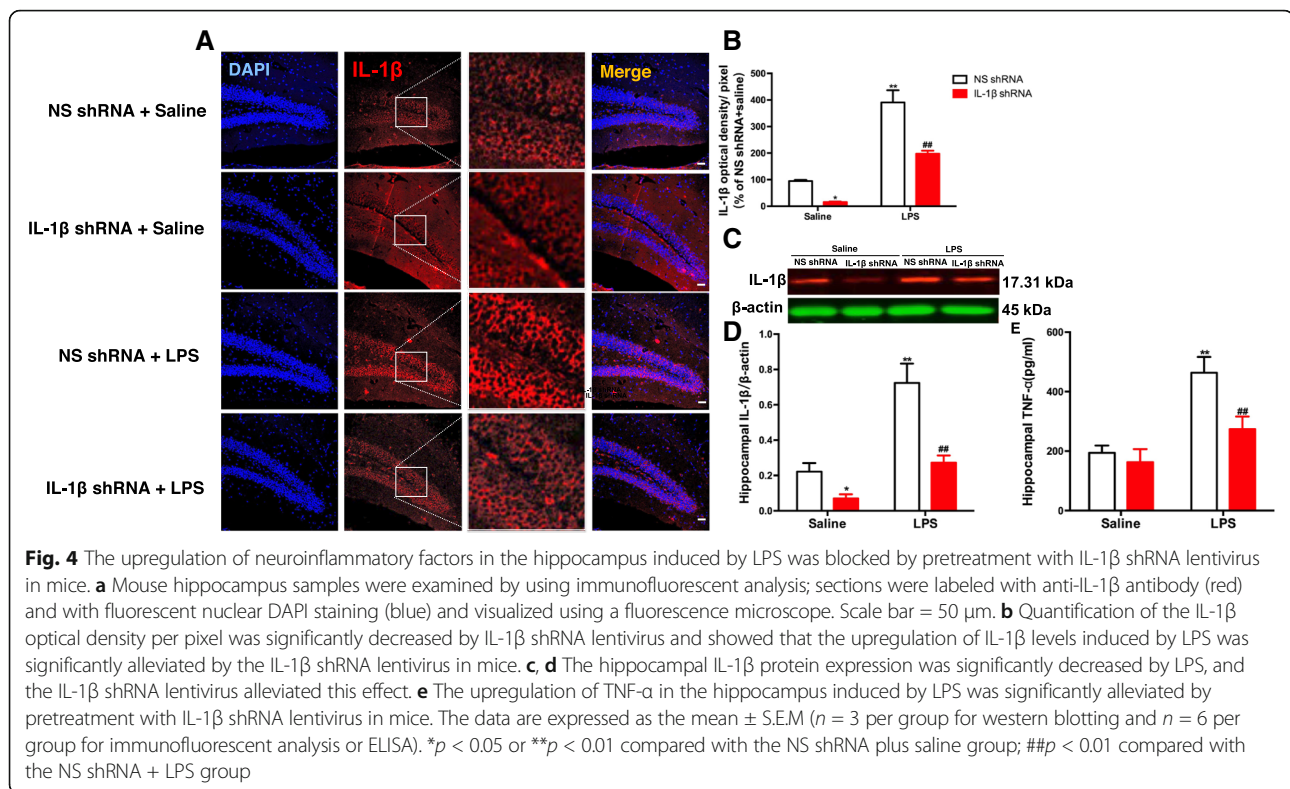 A
DAPI
IL-1β
Merge
NS shRNA + Saline
IL-1β shRNA + Saline
NS shRNA + LPS
IL-1β shRNA + LPS
B
IL-1β optical density/ pixel
(% of NS shRNA+saline)
500
400
300
200
100
0
**
*
##
Saline
LPS
NS shRNA
IL-1β shRNA
C
Saline
LPS
NS shRNA
IL-1β shRNA
NS shRNA
IL-1β shRNA
IL-1β
17.31 kDa
β-actin
45 kDa
D
Hippocampal IL-1β/β-actin
1.0
0.8
0.6
0.4
0.2
0.0
*
**
##
Saline
LPS
E
Hippocampal TNF-α(pg/ml)
600
400
200
0
**
##
Saline
LPS
Fig. 4 The upregulation of neuroinflammatory factors in the hippocampus induced by LPS was blocked by pretreatment with IL-1β shRNA lentivirus
in mice. a Mouse hippocampus samples were examined by using immunofluorescent analysis; sections were labeled with anti-IL-1β antibody (red)
and with fluorescent nuclear DAPI staining (blue) and visualized using a fluorescence microscope. Scale bar = 50 μm. b Quantification of the IL-1β
optical density per pixel was significantly decreased by IL-1β shRNA lentivirus and showed that the upregulation of IL-1β levels induced by LPS was
significantly alleviated by the IL-1β shRNA lentivirus in mice. c, d The hippocampal IL-1β protein expression was significantly decreased by LPS, and
the IL-1β shRNA lentivirus alleviated this effect. e The upregulation of TNF-α in the hippocampus induced by LPS was significantly alleviated by
pretreatment with IL-1β shRNA lentivirus in mice. The data are expressed as the mean ± S.E.M (n = 3 per group for western blotting and n = 6 per
group for immunofluorescent analysis or ELISA). *p < 0.05 or **p < 0.01 compared with the NS shRNA plus saline group; ##p < 0.01 compared with
the NS shRNA + LPS group